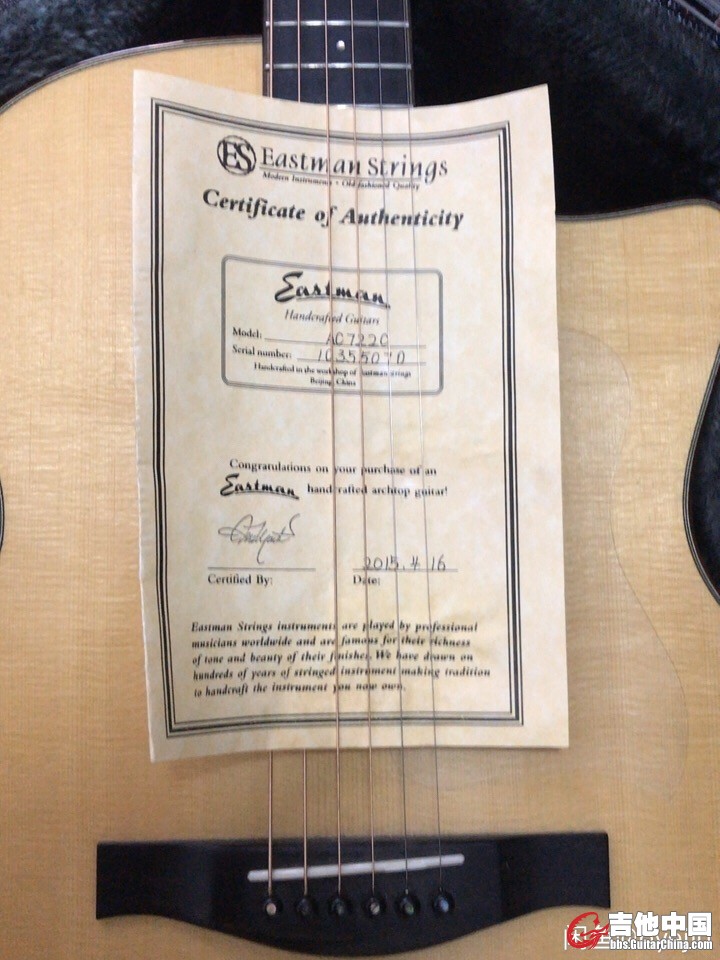 ES Eastman Strings
Modern Instruments • Old-fashioned Quality
Certificate of Authenticity
Eastman
Handcrafted Guitars
Model: AC722C
Serial number: 10355070
Handcrafted in the workshop of Eastman Strings
Beijing, China
Congratulations on your purchase of an
Eastman handcrafted archtop guitar!
2015.4.16
Certified By: Date:
Eastman Strings instruments are played by professional
musicians worldwide and are famous for their richness
of tone and beauty of their finishes. We have drawn on
hundreds of years of stringed instrument making tradition
to handcraft the instrument you now own.
吉他中国
bbs.GuitarChina.com